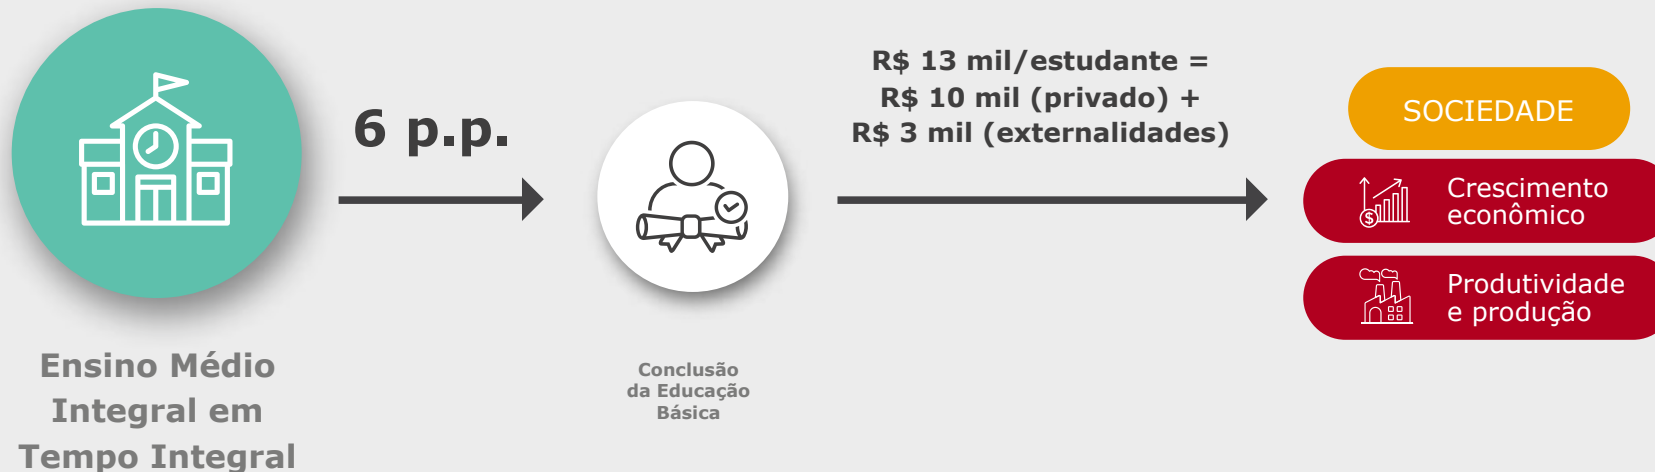 Ensino Médio
Integral em
Tempo Integral
6 p.p.
Conclusão
da Educação
Básica
R$ 13 mil/estudante =
R$ 10 mil (privado) +
R$ 3 mil (externalidades)
SOCIEDADE
$
Crescimento
econômico
Produtividade
e produção